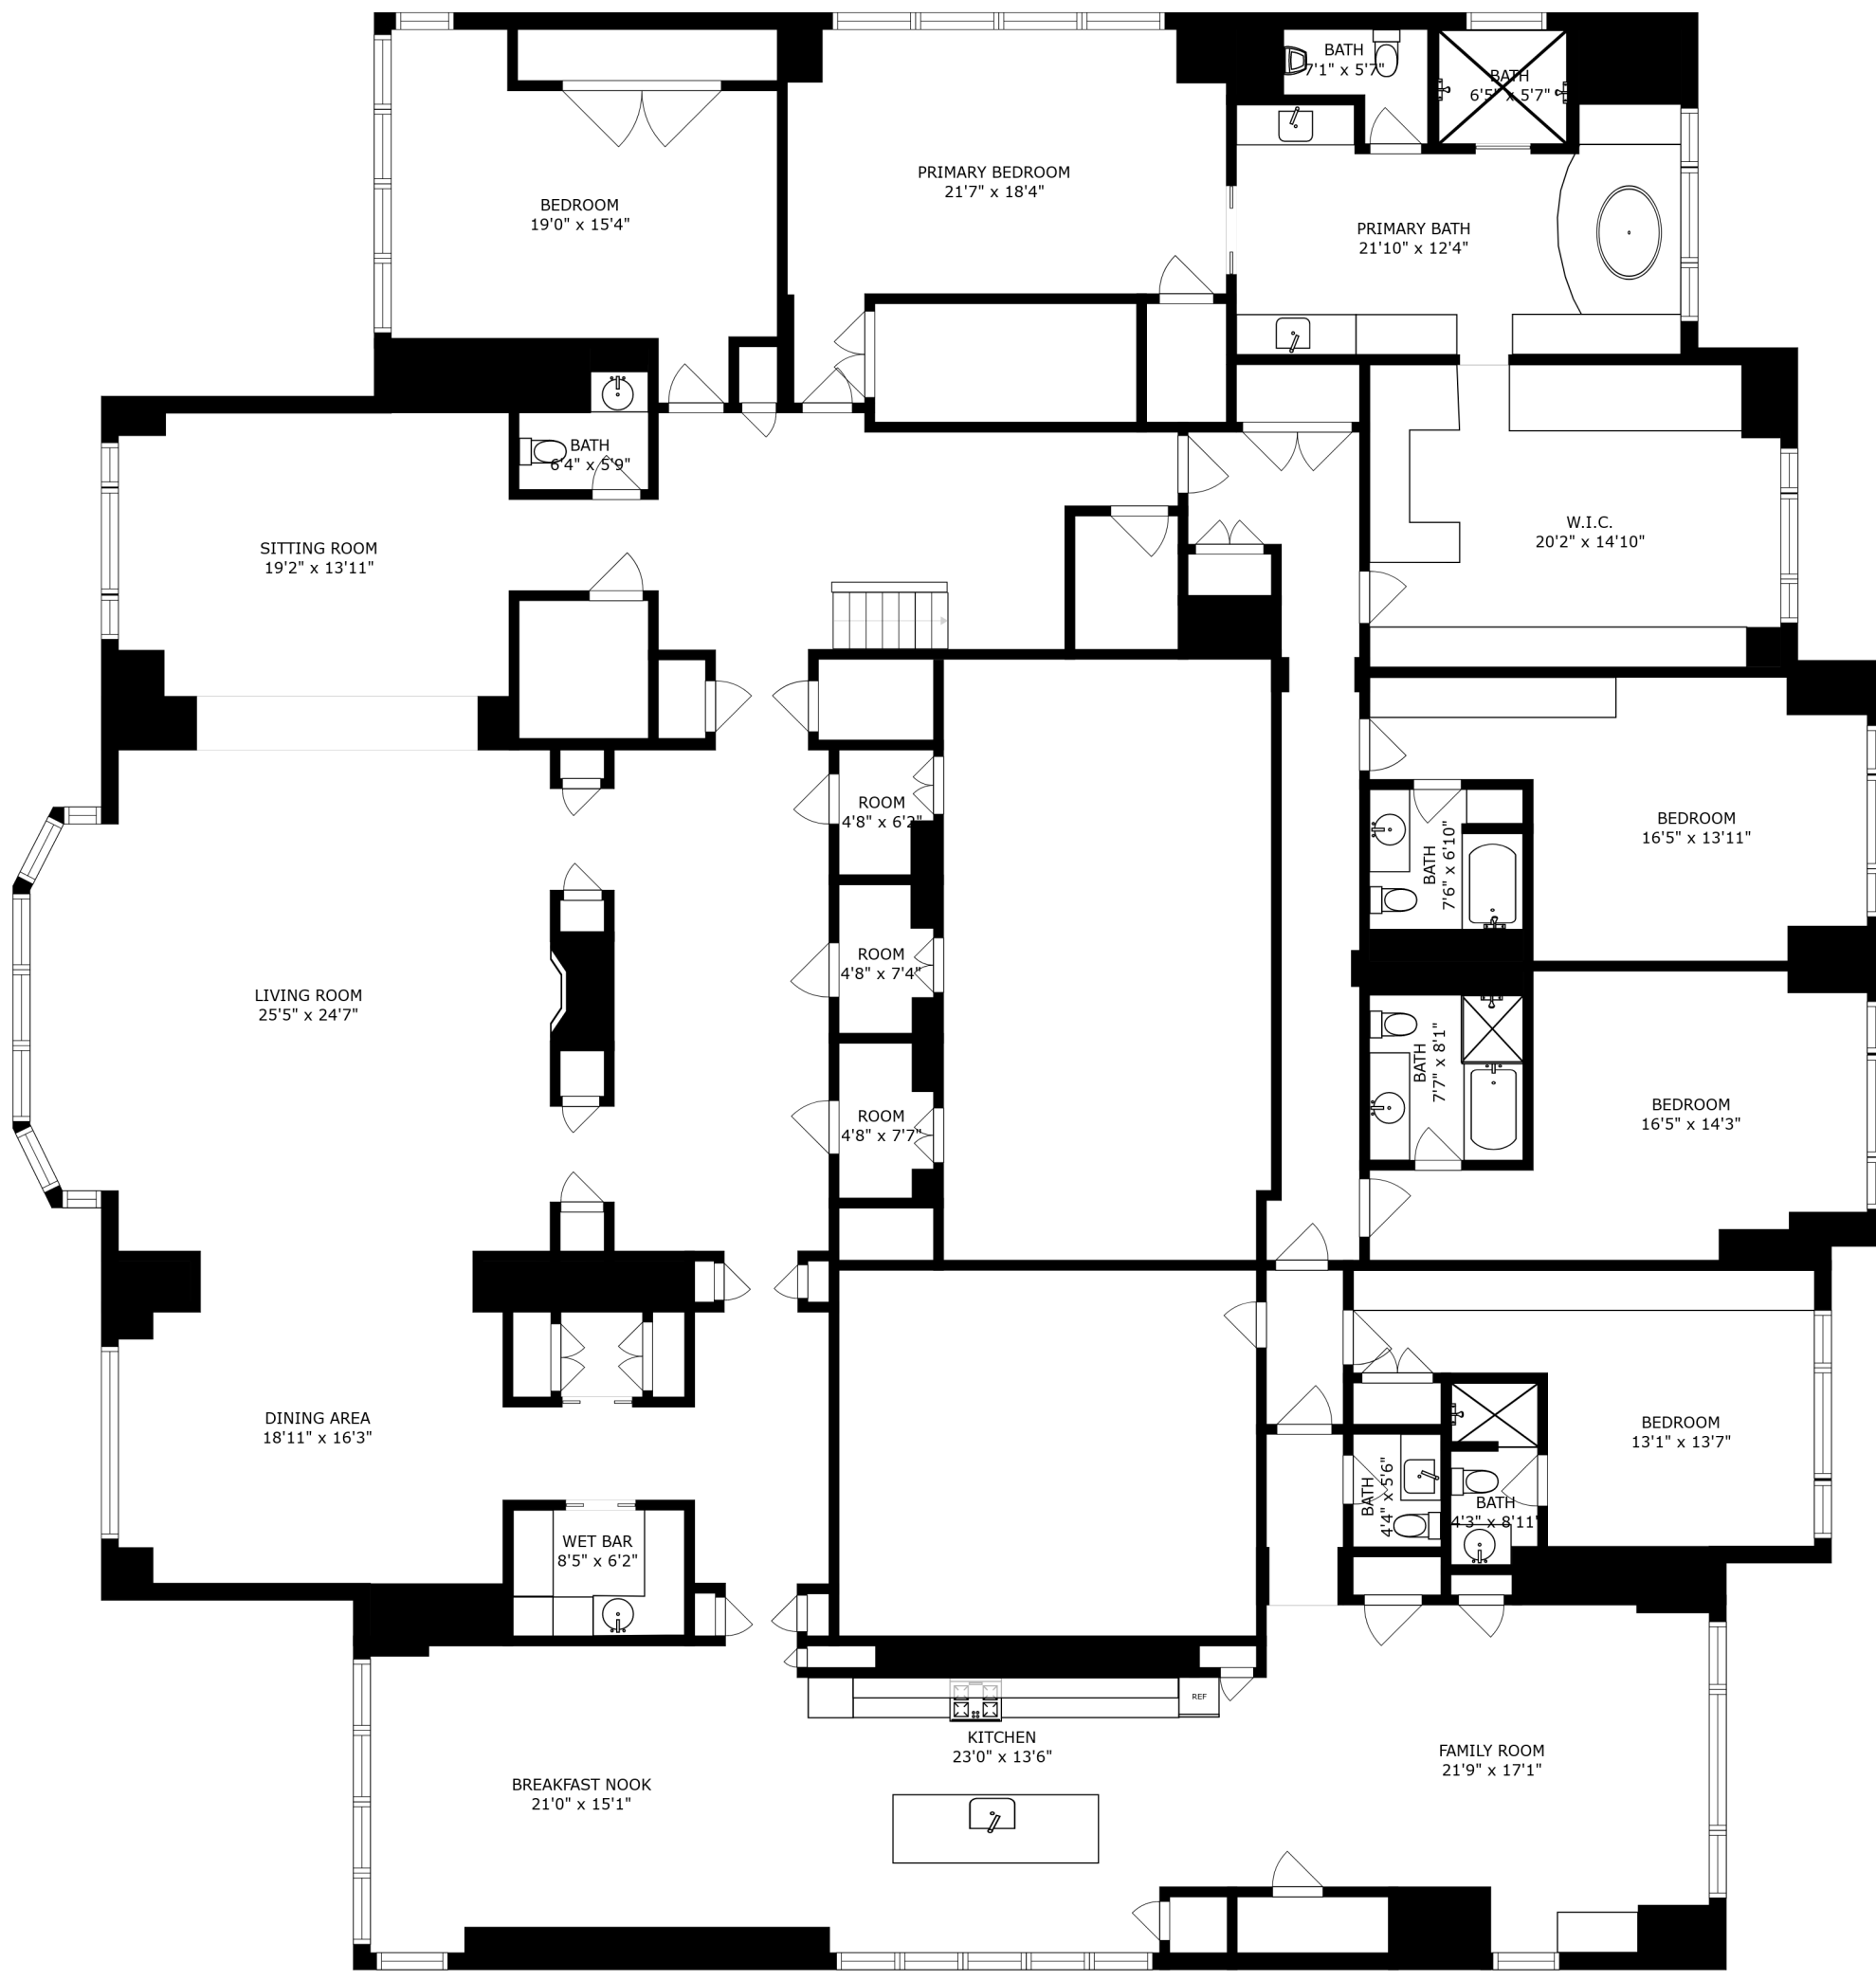 BATH
7'1" x 5'7"
BATH
6'5" x 5'7"
PRIMARY BEDROOM
21'7" x 18'4"
BEDROOM
19'0" x 15'4"
PRIMARY BATH
21'10" x 12'4"
BATH
6'4" x 5'9"
W.I.C.
20'2" x 14'10"
SITTING ROOM
19'2" x 13'11"
ROOM
4'8" x 6'2"
BEDROOM
16'5" x 13'11"
BATH
7'6" x 6'10"
ROOM
4'8" x 7'4"
LIVING ROOM
25'5" x 24'7"
BATH
7'7" x 8'1"
ROOM
4'8" x 7'7"
BEDROOM
16'5" x 14'3"
DINING AREA
18'11" x 16'3"
BEDROOM
13'1" x 13'7"
BATH
4'4" x 5'6"
BATH
4'3" x 8'11"
WET BAR
8'5" x 6'2"
REF
KITCHEN
23'0" x 13'6"
FAMILY ROOM
21'9" x 17'1"
BREAKFAST NOOK
21'0" x 15'1"